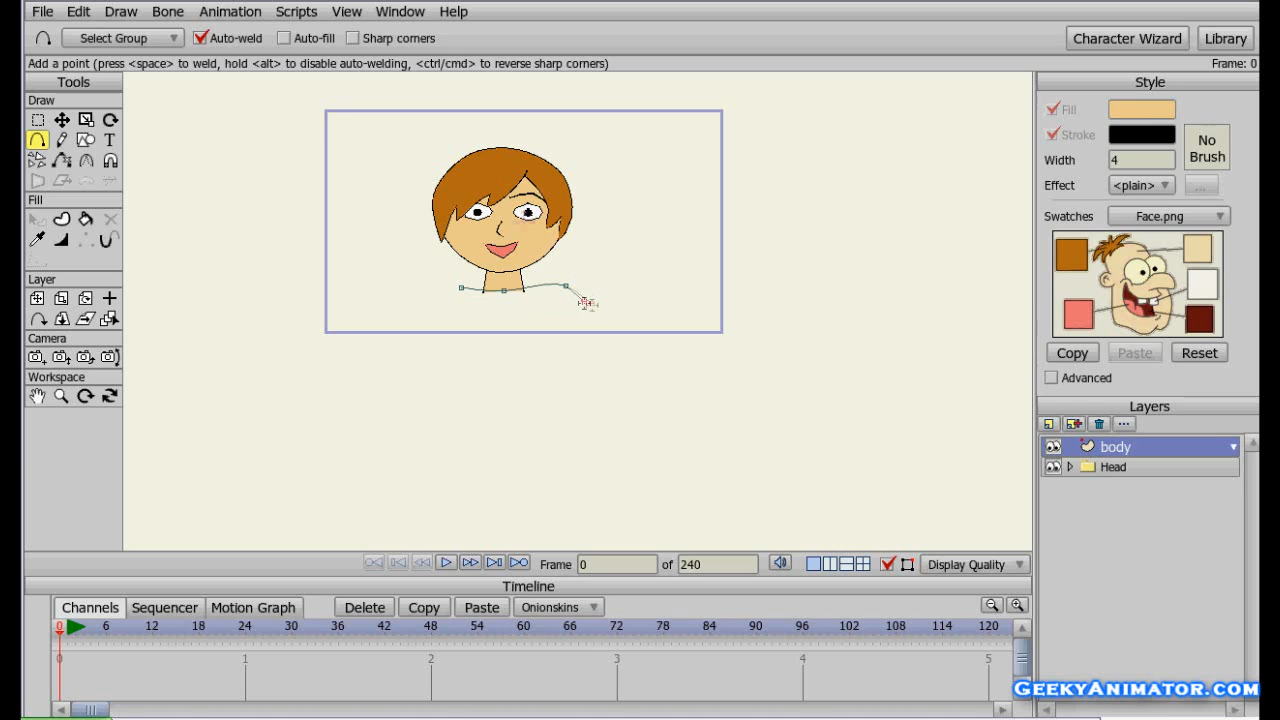 File Edit Draw Bone Animation Scripts View Window Help
Select Group Auto-weld Auto-fill Sharp corners Character Wizard Library
Add a point (press <space> to weld, hold <alt> to disable auto-welding, <ctrl/cmd> to reverse sharp corners) Frame: 0
Tools
Draw
T
Fill
Layer
Camera
Workspace
Style
Fill
Stroke
No
Brush
Width 4
Effect <plain> ...
Swatches Face.png
Copy Paste Reset
Advanced
Layers
body
Head
Frame 0 of 240 Display Quality
Timeline
Channels Sequencer Motion Graph Delete Copy Paste Onionskins
0 6 12 18 24 30 36 42 48 54 60 66 72 78 84 90 96 102 108 114 120
0 1 2 3 4 5
GeekyAnimator.com